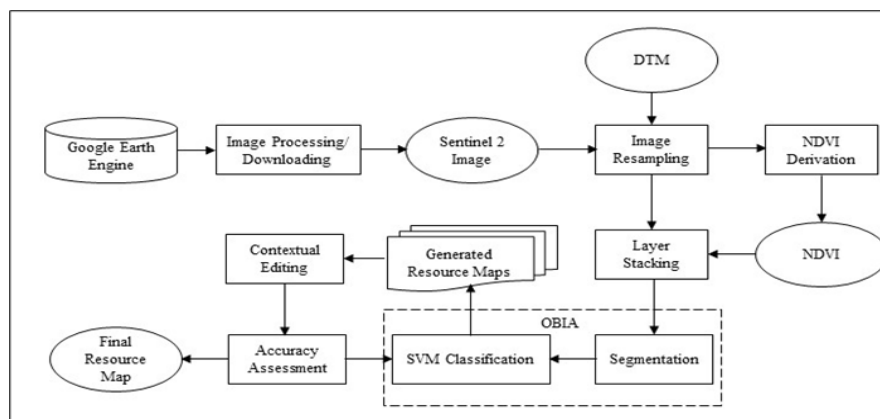 DTM
Google Earth
Engine
Image Processing/
Downloading
Sentinel 2
Image
Image
Resampling
NDVI
Derivation
Contextual
Editing
Generated
Resource Maps
Layer
Stacking
NDVI
OBIA
Final
Resource
Map
Accuracy
Assessment
SVM Classification
Segmentation